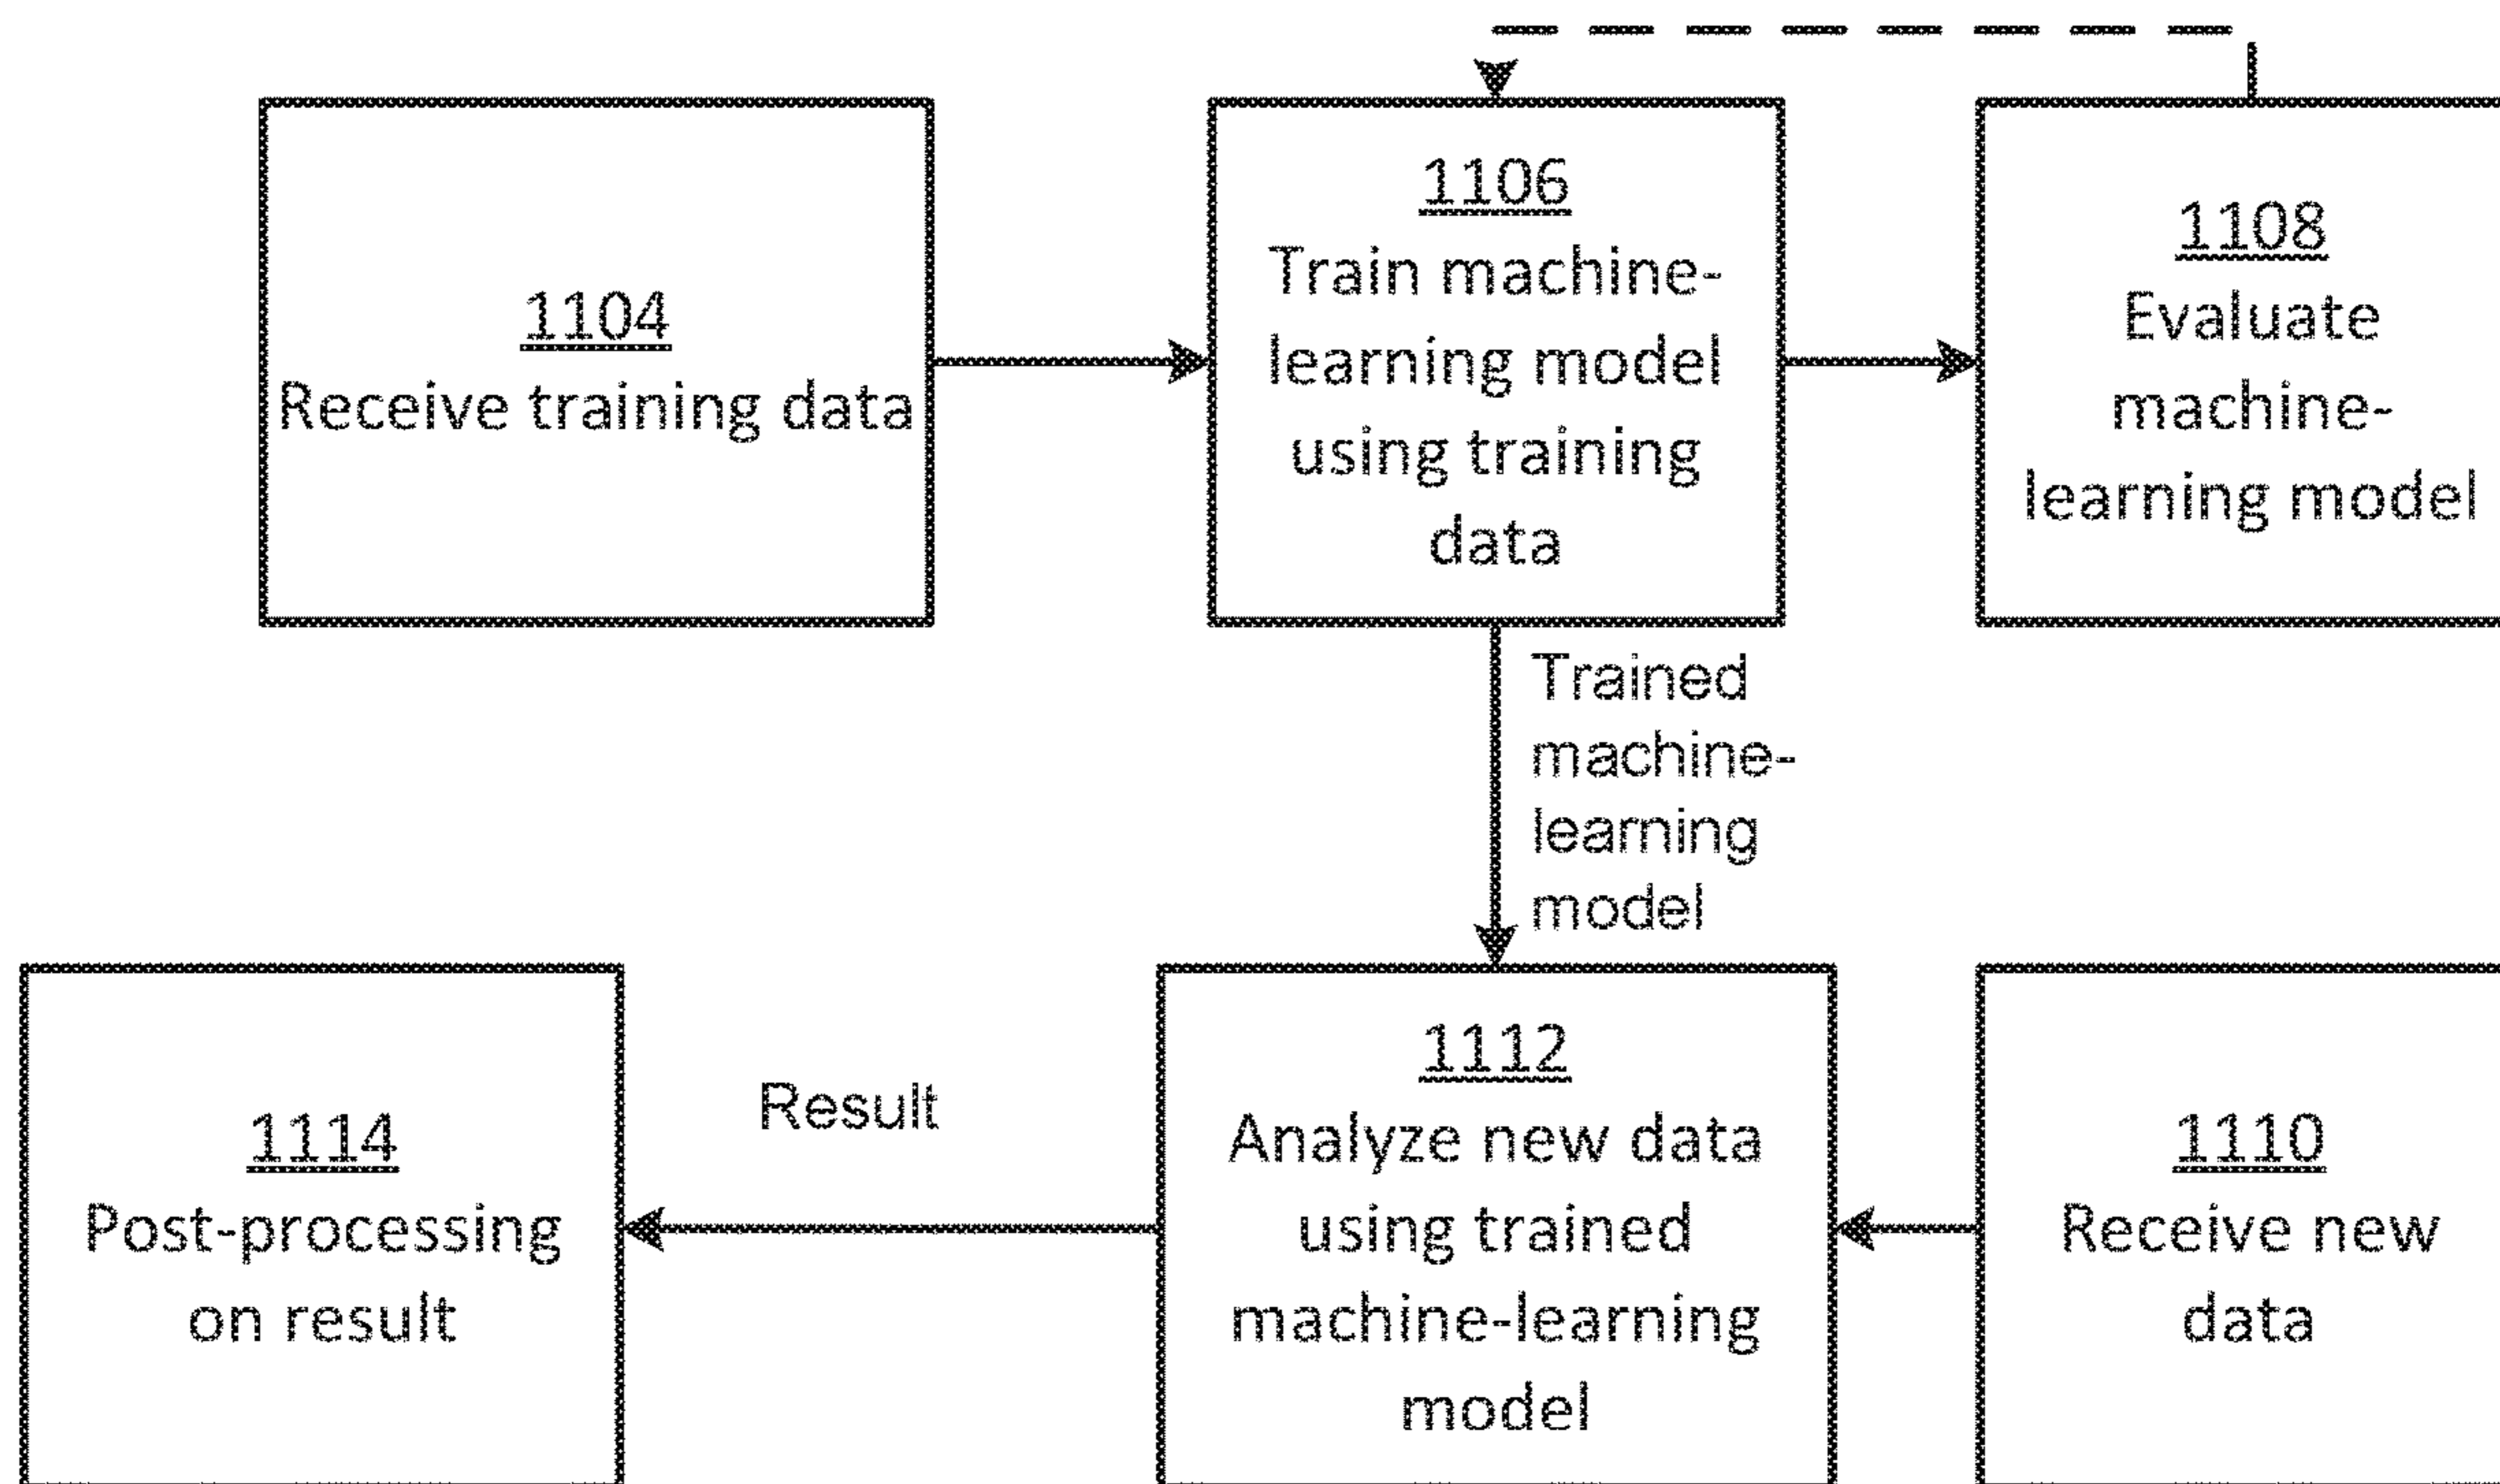 1104
Receive training data
1106
Train machine-
learning model
using training
data
1108
Evaluate
machine-
learning model
Trained
machine-
learning
model
1114
Post-processing
on result
Result
1112
Analyze new data
using trained
machine-learning
model
1110
Receive new
data